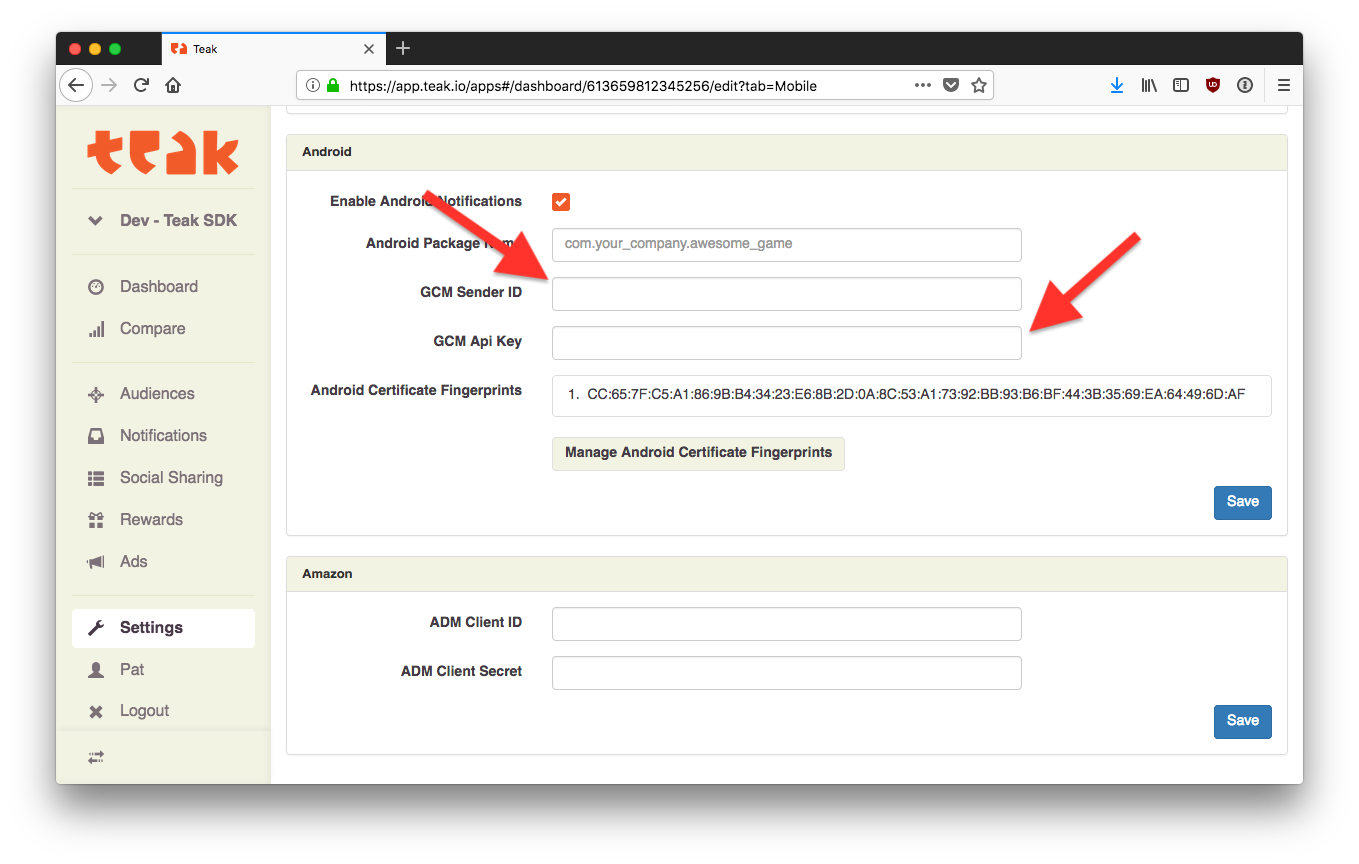 Teak
https://app.teak.io/apps#/dashboard/613659812345256/edit?tab=Mobile
teak
Dev - Teak SDK
Dashboard
Compare
Audiences
Notifications
Social Sharing
Rewards
Ads
Settings
Pat
Logout
Android
Enable Android Notifications
Android Package
com.your_company.awesome_game
GCM Sender ID
GCM Api Key
Android Certificate Fingerprints
1. CC:65:7F:C5:A1:86:9B:B4:34:23:E6:8B:2D:0A:8C:53:A1:73:92:BB:93:B6:BF:44:3B:35:69:EA:64:49:6D:AF
Manage Android Certificate Fingerprints
Save
Amazon
ADM Client ID
ADM Client Secret
Save